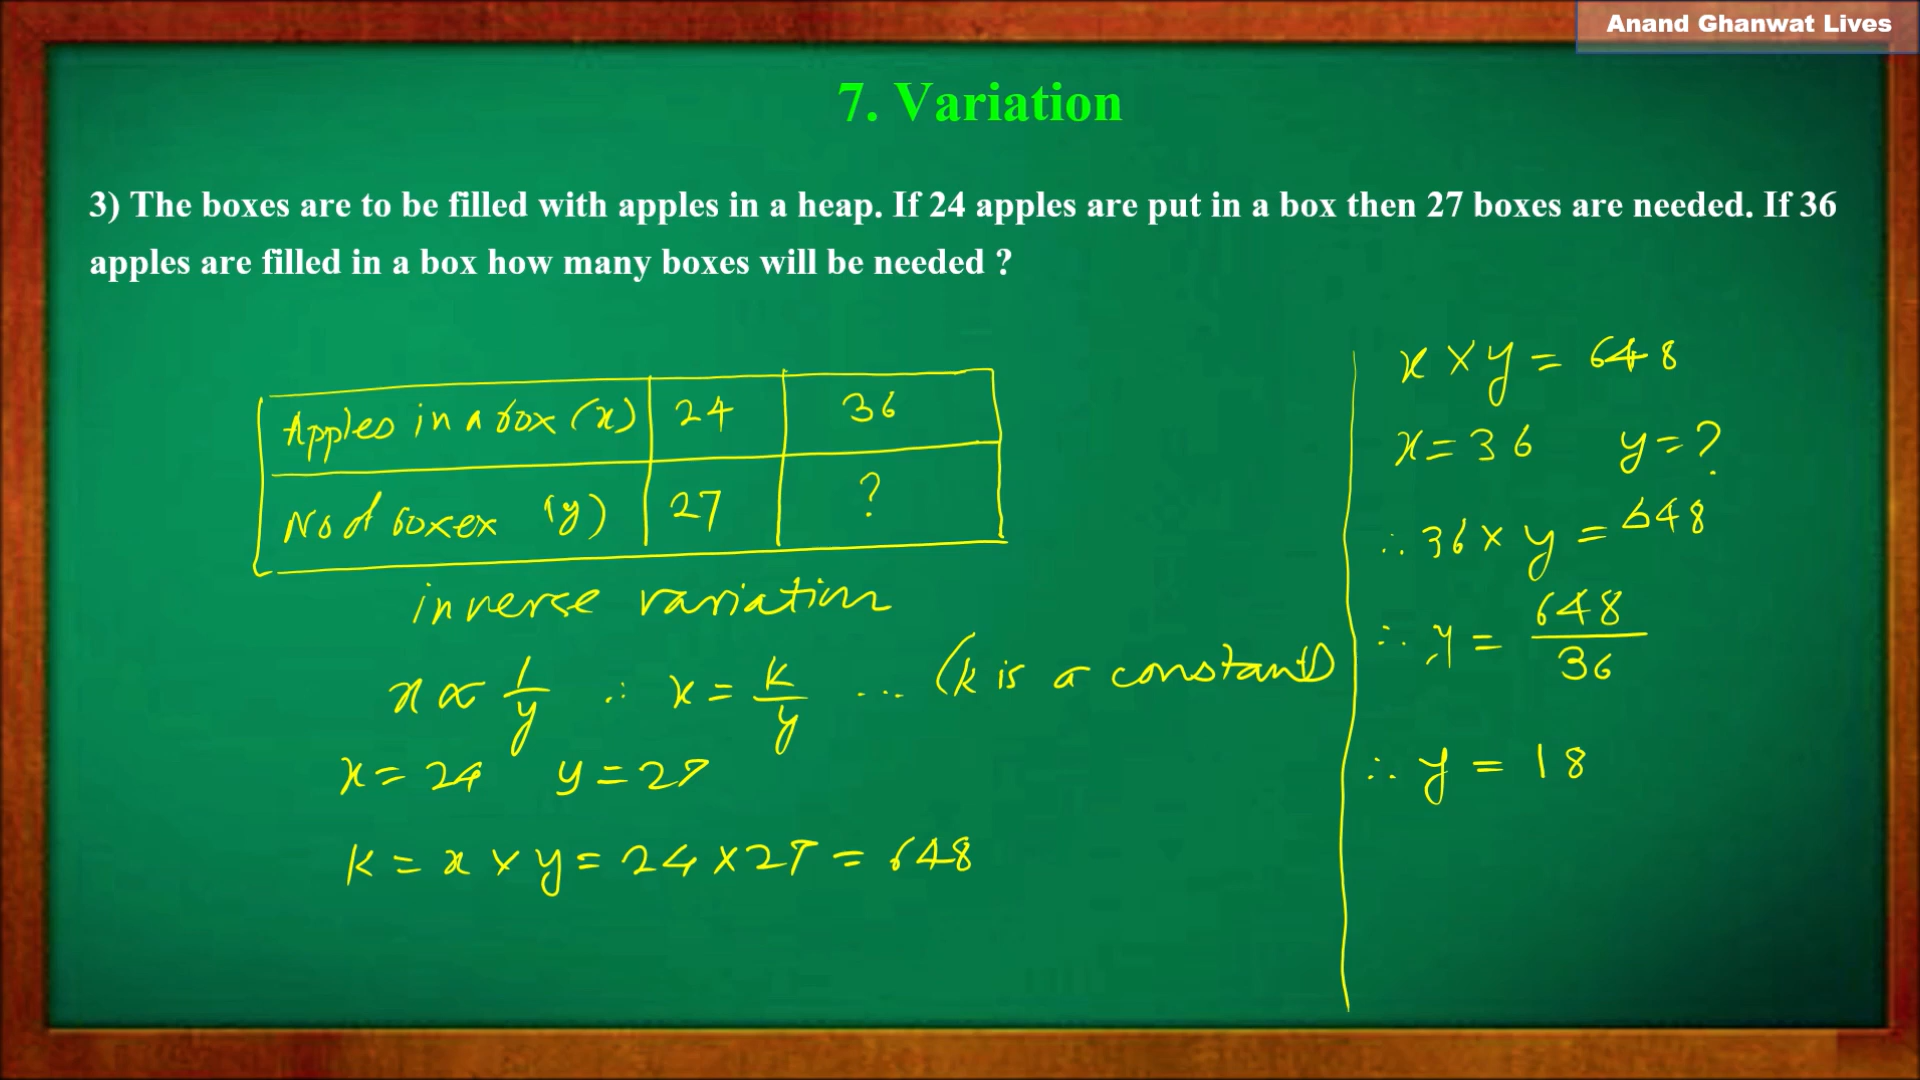 Anand Ghanwat Lives
7. Variation
3) The boxes are to be filled with apples in a heap. If 24 apples are put in a box then 27 boxes are needed. If 36
apples are filled in a box how many boxes will be needed ?
Apples in a box (x) 24 36
No of boxex (y) 27 ?
inverse variation
x ∝ 1/y ∴ x = k/y ... (k is a constant)
x = 24 y = 27
k = x × y = 24 × 27 = 648
x × y = 648
x = 36 y = ?
∴ 36 × y = 648
∴ y = 648/36
∴ y = 18